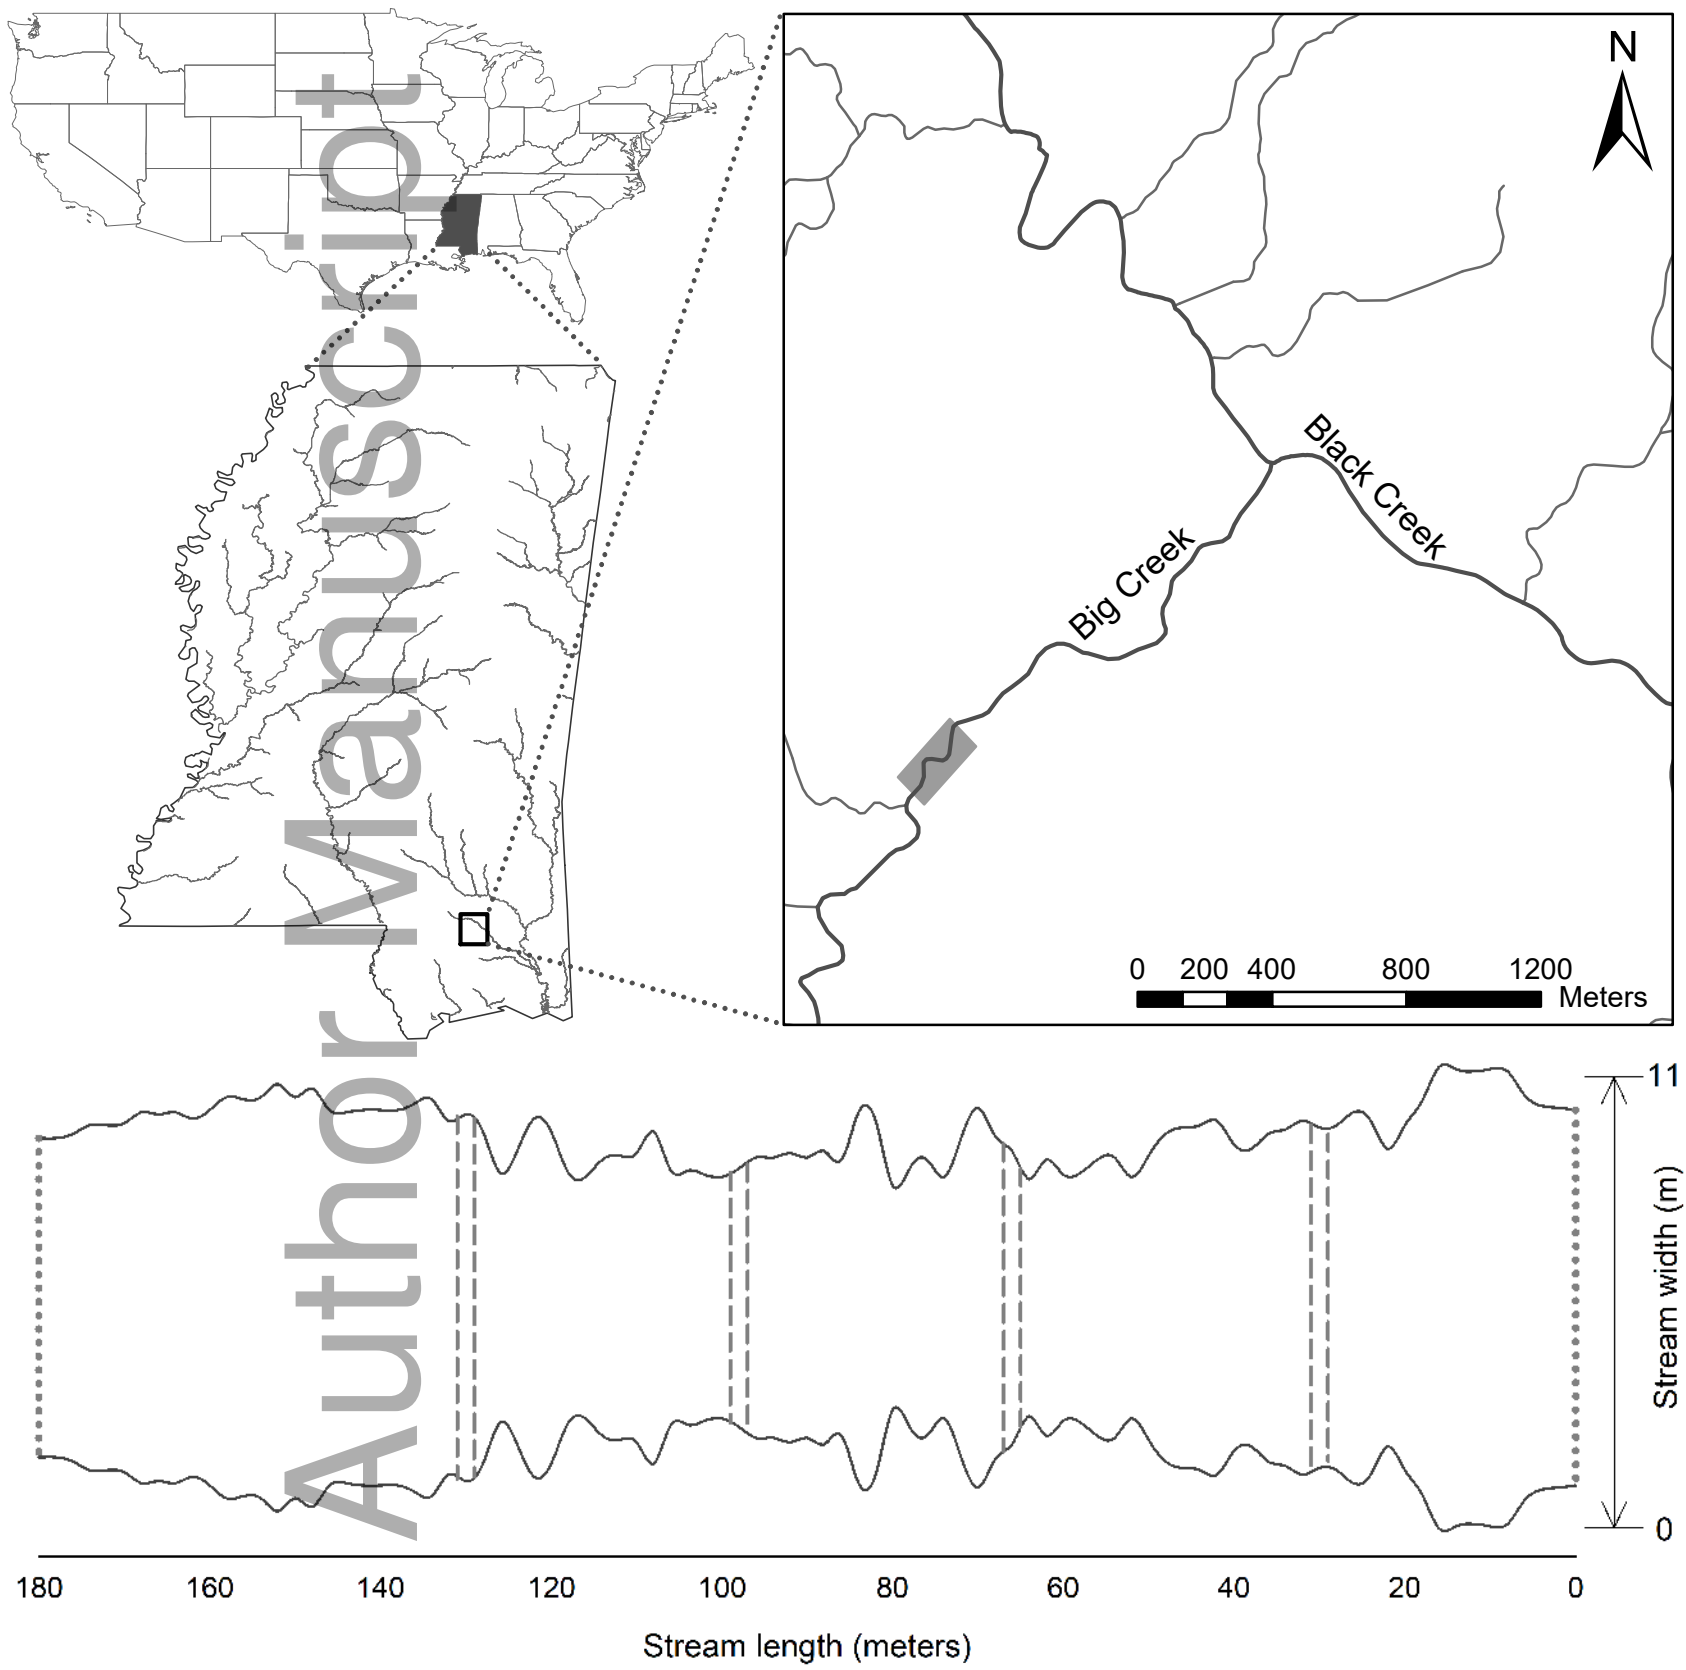 N
Black Creek
Big Creek
0 200 400 800 1200
Meters
Author Manuscript
11
Stream width (m)
0
180 160 140 120 100 80 60 40 20 0
Stream length (meters)